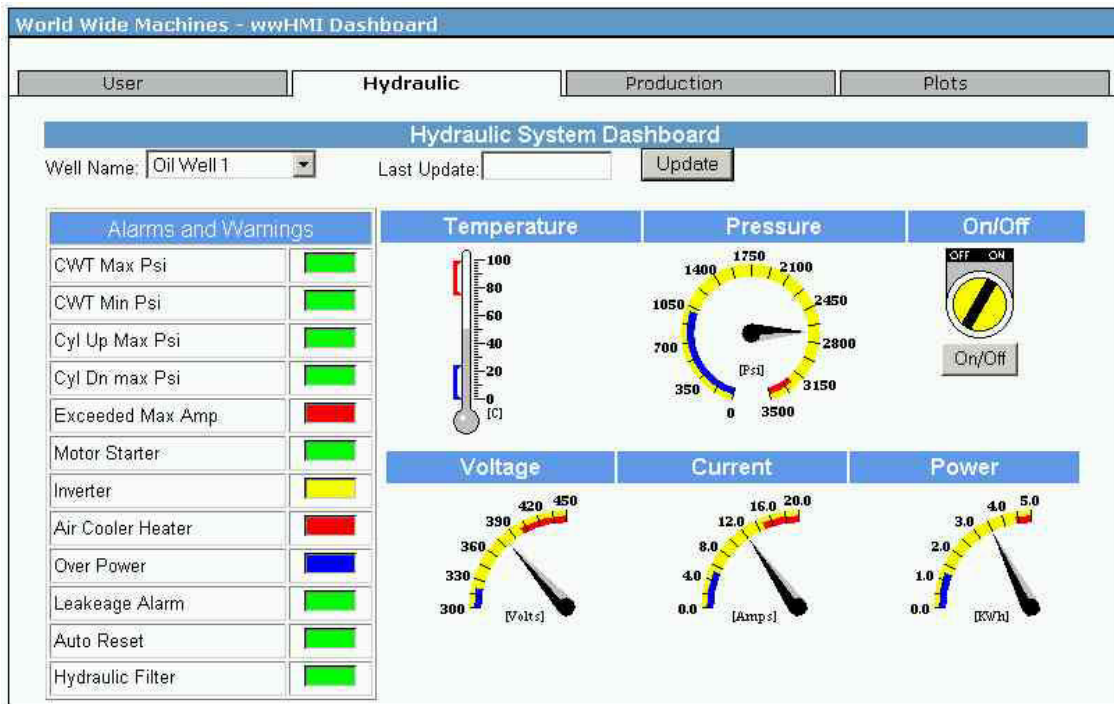 World Wide Machines - wwHMI Dashboard
User Hydraulic Production Plots
Hydraulic System Dashboard
Well Name: Oil Well 1 Last Update: Update
Alarms and Warnings
CWT Max Psi
CWT Min Psi
Cyl Up Max Psi
Cyl Dn max Psi
Exceeded Max Amp
Motor Starter
Inverter
Air Cooler Heater
Over Power
Leakeage Alarm
Auto Reset
Hydraulic Filter
Temperature
100
80
60
40
20
0
[C]
Pressure
0
350
700
1050
1400
1750
2100
2450
2800
3150
3500
[Psi]
On/Off
OFF ON
On/Off
Voltage
300
330
360
390
420
450
[Volts]
Current
0.0
4.0
8.0
12.0
16.0
20.0
[Amps]
Power
0.0
1.0
2.0
3.0
4.0
5.0
[KWh]